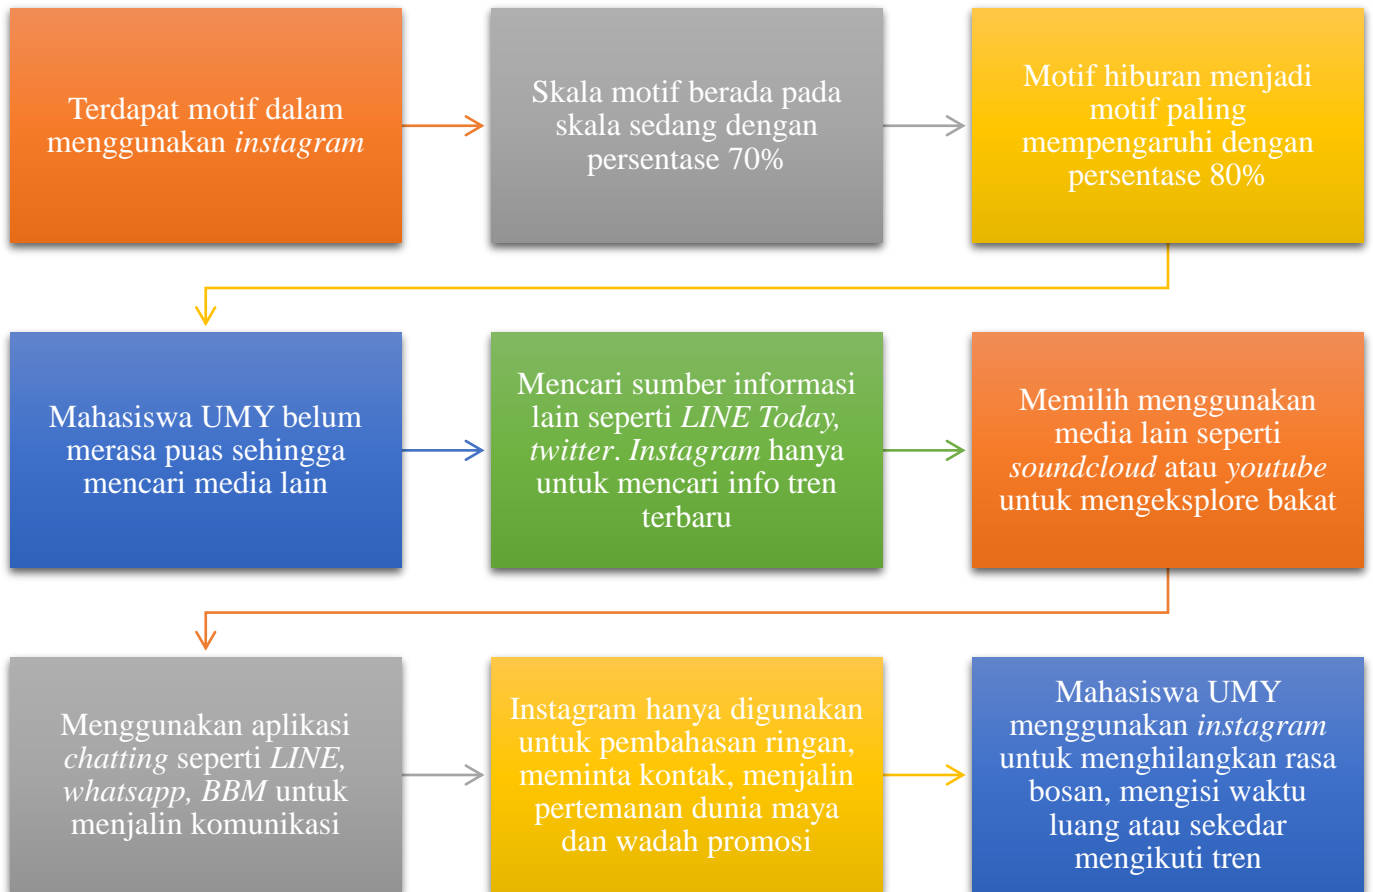 Terdapat motif dalam
menggunakan instagram
Skala motif berada pada
skala sedang dengan
persentase 70%
Motif hiburan menjadi
motif paling
mempengaruhi dengan
persentase 80%
Mahasiswa UMY belum
merasa puas sehingga
mencari media lain
Mencari sumber informasi
lain seperti LINE Today,
twitter. Instagram hanya
untuk mencari info tren
terbaru
Memilih menggunakan
media lain seperti
soundcloud atau youtube
untuk mengeksplore bakat
Menggunakan aplikasi
chatting seperti LINE,
whatsapp, BBM untuk
menjalin komunikasi
Instagram hanya digunakan
untuk pembahasan ringan,
meminta kontak, menjalin
pertemanan dunia maya
dan wadah promosi
Mahasiswa UMY
menggunakan instagram
untuk menghilangkan rasa
bosan, mengisi waktu
luang atau sekedar
mengikuti tren